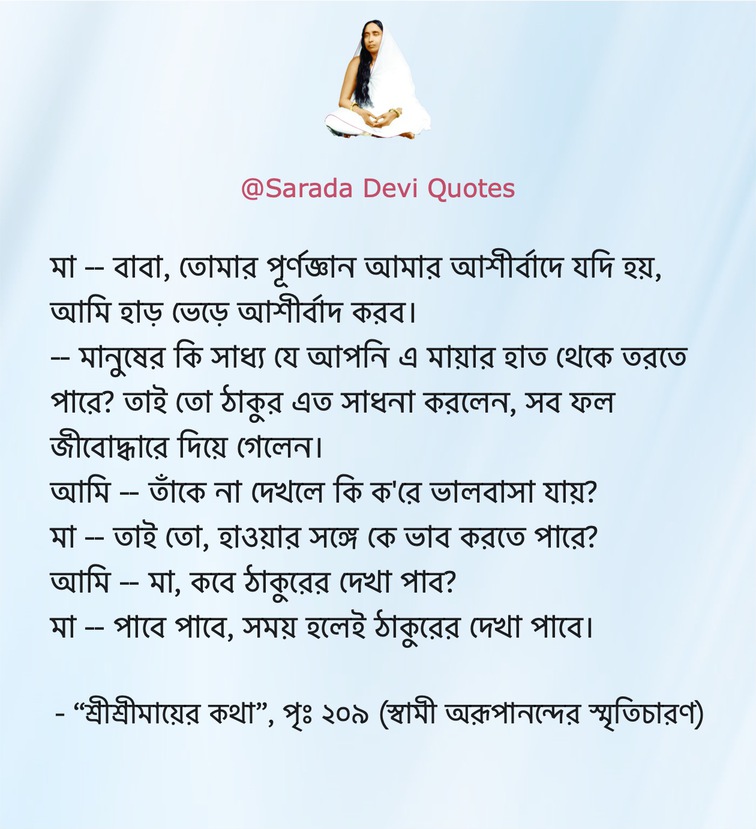 @Sarada Devi Quotes
মা -- বাবা, তোমার পূর্ণজ্ঞান আমার আশীর্বাদে যদি হয়,
আমি হাড় ভেড়ে আশীর্বাদ করব।
-- মানুষের কি সাধ্য যে আপনি এ মায়ার হাত থেকে তরতে
পারে? তাই তো ঠাকুর এত সাধনা করলেন, সব ফল
জীবোদ্ধারে দিয়ে গেলেন।
আমি -- তাঁকে না দেখলে কি ক'রে ভালবাসা যায়?
মা -- তাই তো, হাওয়ার সঙ্গে কে ভাব করতে পারে?
আমি -- মা, কবে ঠাকুরের দেখা পাব?
মা -- পাবে পাবে, সময় হলেই ঠাকুরের দেখা পাবে।
- “শ্রীশ্রীমায়ের কথা”, পৃঃ ২০৯ (স্বামী অরূপানন্দের স্মৃতিচারণ)